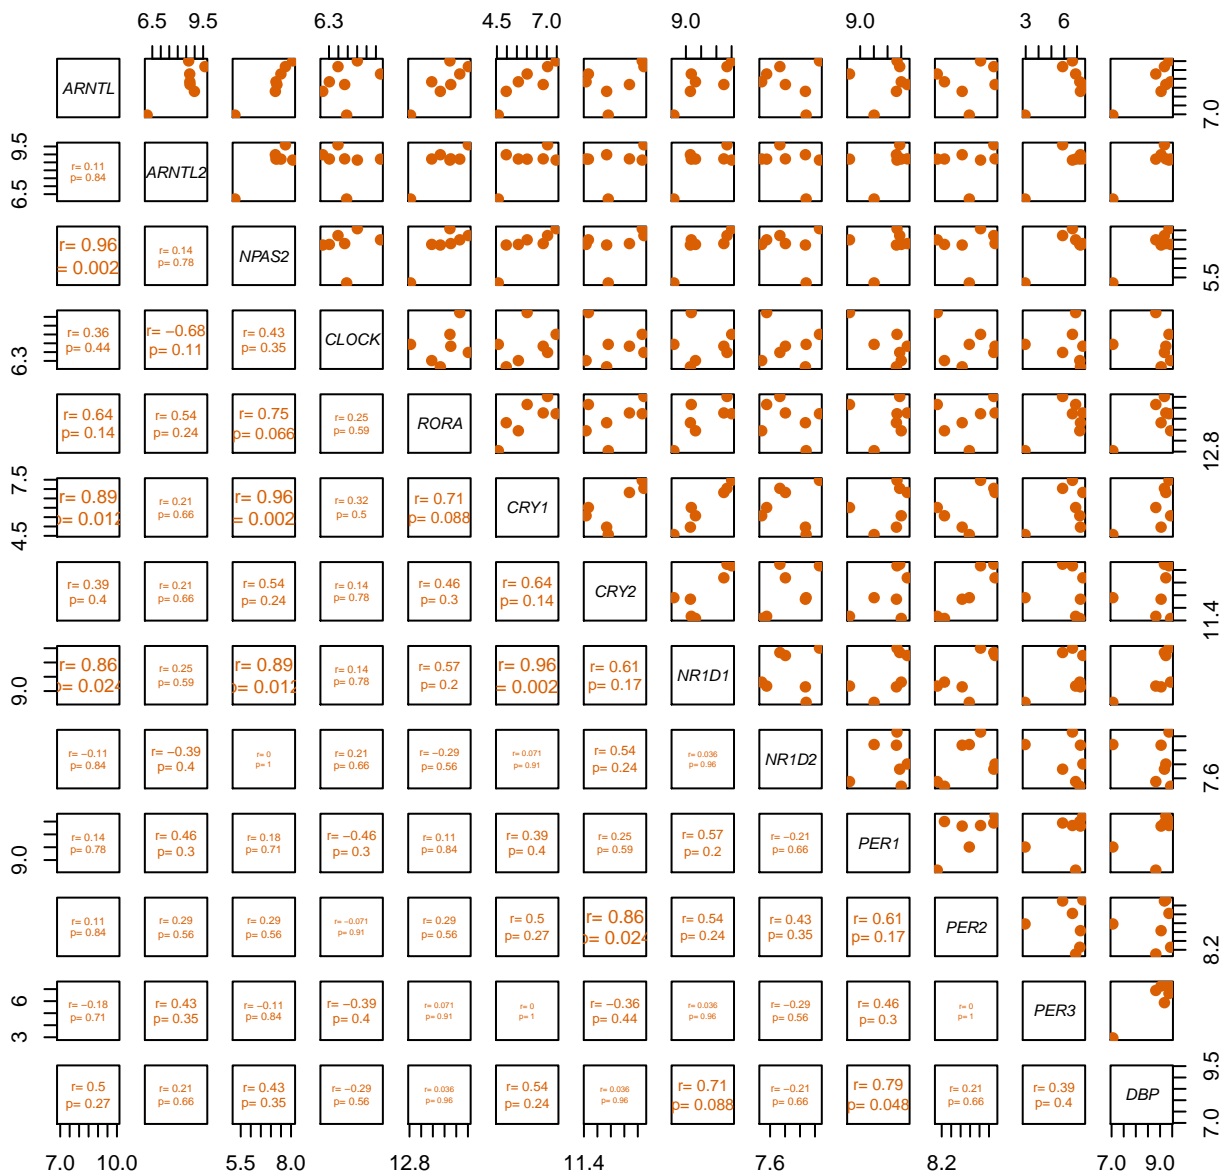 6.5 9.5 6.3 4.5 7.0 9.0 9.0 3 6
ARNTL 7.0
9.5 6.5 r= 0.11 ARNTL2
p= 0.84
r= 0.96 r= 0.14 NPAS2 5.5
= 0.002 p= 0.78
6.3 r= 0.36 r= −0.68 r= 0.43 CLOCK
p= 0.44 p= 0.11 p= 0.35
r= 0.64 r= 0.54 r= 0.75 r= 0.25 RORA 12.8
p= 0.14 p= 0.24 p= 0.066 p= 0.59
7.5 4.5 r= 0.89 r= 0.21 r= 0.96 r= 0.32 r= 0.71 CRY1
p= 0.012 p= 0.66 = 0.002 p= 0.5 p= 0.088
r= 0.39 r= 0.21 r= 0.54 r= 0.14 r= 0.46 r= 0.64 CRY2 11.4
p= 0.4 p= 0.66 p= 0.24 p= 0.78 p= 0.3 p= 0.14
9.0 r= 0.86 r= 0.25 r= 0.89 r= 0.14 r= 0.57 r= 0.96 r= 0.61 NR1D1
p= 0.024 p= 0.59 p= 0.012 p= 0.78 p= 0.2 = 0.002 p= 0.17
r= −0.11 r= −0.39 r= 0 r= 0.21 r= −0.29 r= 0.071 r= 0.54 r= 0.036 NR1D2 7.6
p= 0.84 p= 0.4 p= 1 p= 0.66 p= 0.56 p= 0.91 p= 0.24 p= 0.96
9.0 r= 0.14 r= 0.46 r= 0.18 r= −0.46 r= 0.11 r= 0.39 r= 0.25 r= 0.57 r= −0.21 PER1
p= 0.78 p= 0.3 p= 0.71 p= 0.3 p= 0.84 p= 0.4 p= 0.59 p= 0.2 p= 0.66
r= 0.11 r= 0.29 r= 0.29 r= −0.071 r= 0.29 r= 0.5 r= 0.86 r= 0.54 r= 0.43 r= 0.61 PER2 8.2
p= 0.84 p= 0.56 p= 0.56 p= 0.91 p= 0.56 p= 0.27 p= 0.024 p= 0.24 p= 0.35 p= 0.17
6 3 r= −0.18 r= 0.43 r= −0.11 r= −0.39 r= 0.071 r= 0 r= −0.36 r= 0.036 r= −0.29 r= 0.46 r= 0 PER3
p= 0.71 p= 0.35 p= 0.84 p= 0.4 p= 0.91 p= 1 p= 0.44 p= 0.96 p= 0.56 p= 0.3 p= 1
r= 0.5 r= 0.21 r= 0.43 r= −0.29 r= 0.036 r= 0.54 r= 0.036 r= 0.71 r= −0.21 r= 0.79 r= 0.21 r= 0.39 DBP 9.5 7.0
p= 0.27 p= 0.66 p= 0.35 p= 0.56 p= 0.96 p= 0.24 p= 0.96 p= 0.088 p= 0.66 p= 0.048 p= 0.66 p= 0.4
7.0 10.0 5.5 8.0 12.8 11.4 7.6 8.2 7.0 9.0